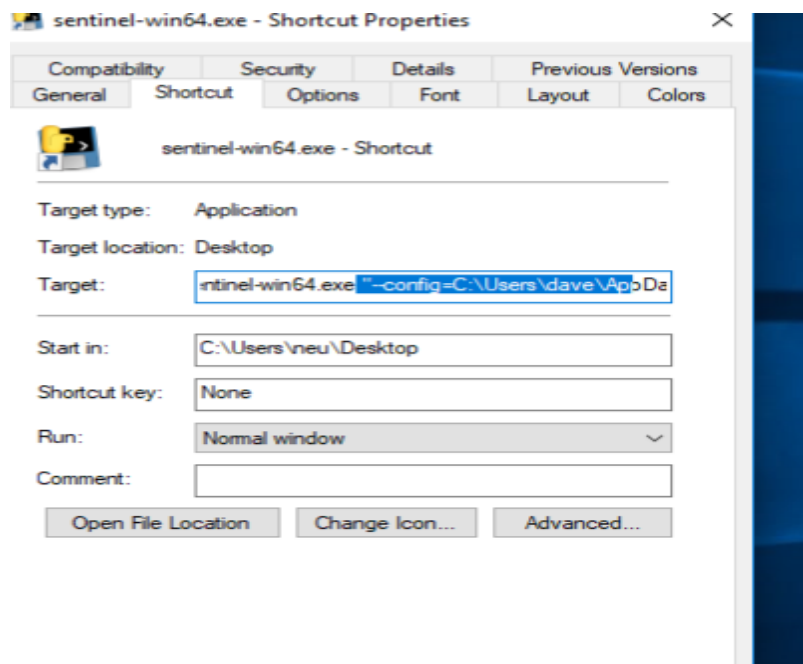 sentinel-win64.exe - Shortcut Properties
Compatibility Security Details Previous Versions
General Shortcut Options Font Layout Colors
sentinel-win64.exe - Shortcut
Target type: Application
Target location: Desktop
Target: entinel-win64.exe "--config=C:\Users\dave\AppDa
Start in: C:\Users\neu\Desktop
Shortcut key: None
Run: Normal window
Comment:
Open File Location Change Icon... Advanced...